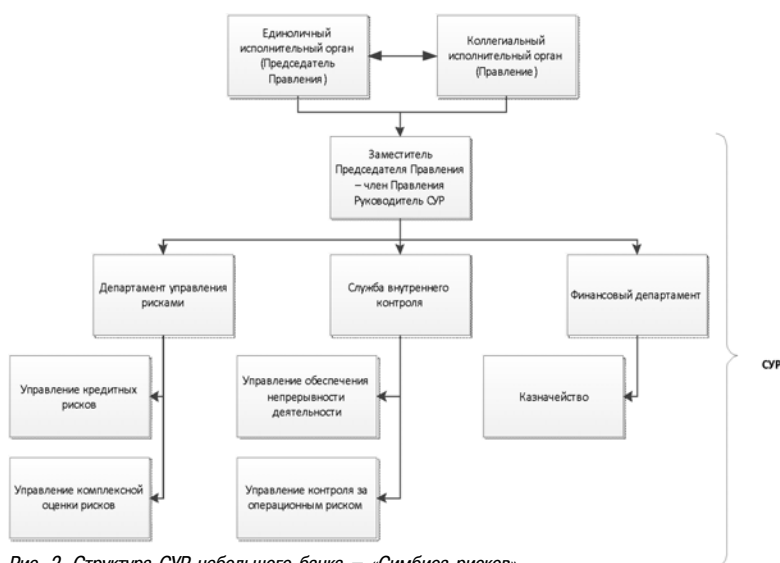 Единоличный
исполнительный орган
(Председатель
Правления)
Коллегиальный
исполнительный орган
(Правление)
Заместитель
Председателя Правления
– член Правления
Руководитель СУР
Департамент управления
рисками
Служба внутреннего
контроля
Финансовый департамент
СУР
Управление кредитных
рисков
Управление обеспечения
непрерывности
деятельности
Казначейство
Управление комплексной
оценки рисков
Управление контроля за
операционным риском
Рис. 2. Структура СУР небольшого банка – «Симбиоз рисков»